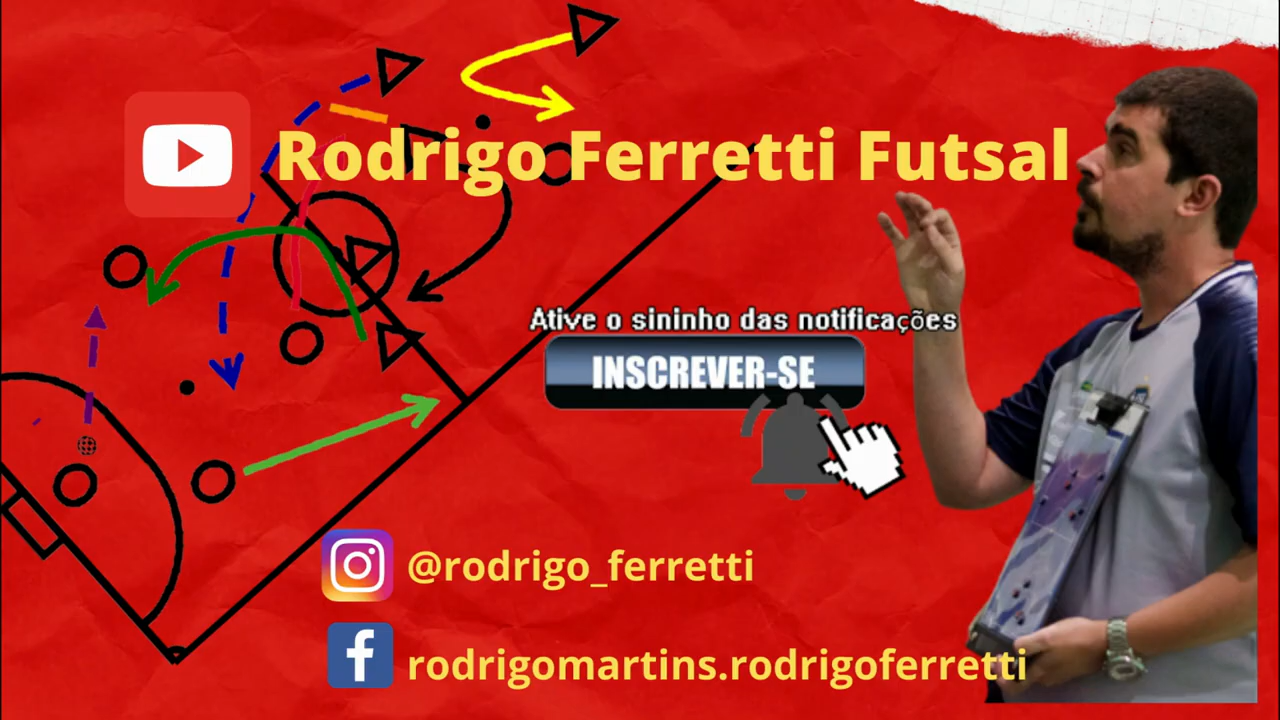 Rodrigo Ferretti Futsal
Ative o sininho das notificações
INSCREVER-SE
@rodrigo_ferretti
rodrigomartins.rodrigoferretti